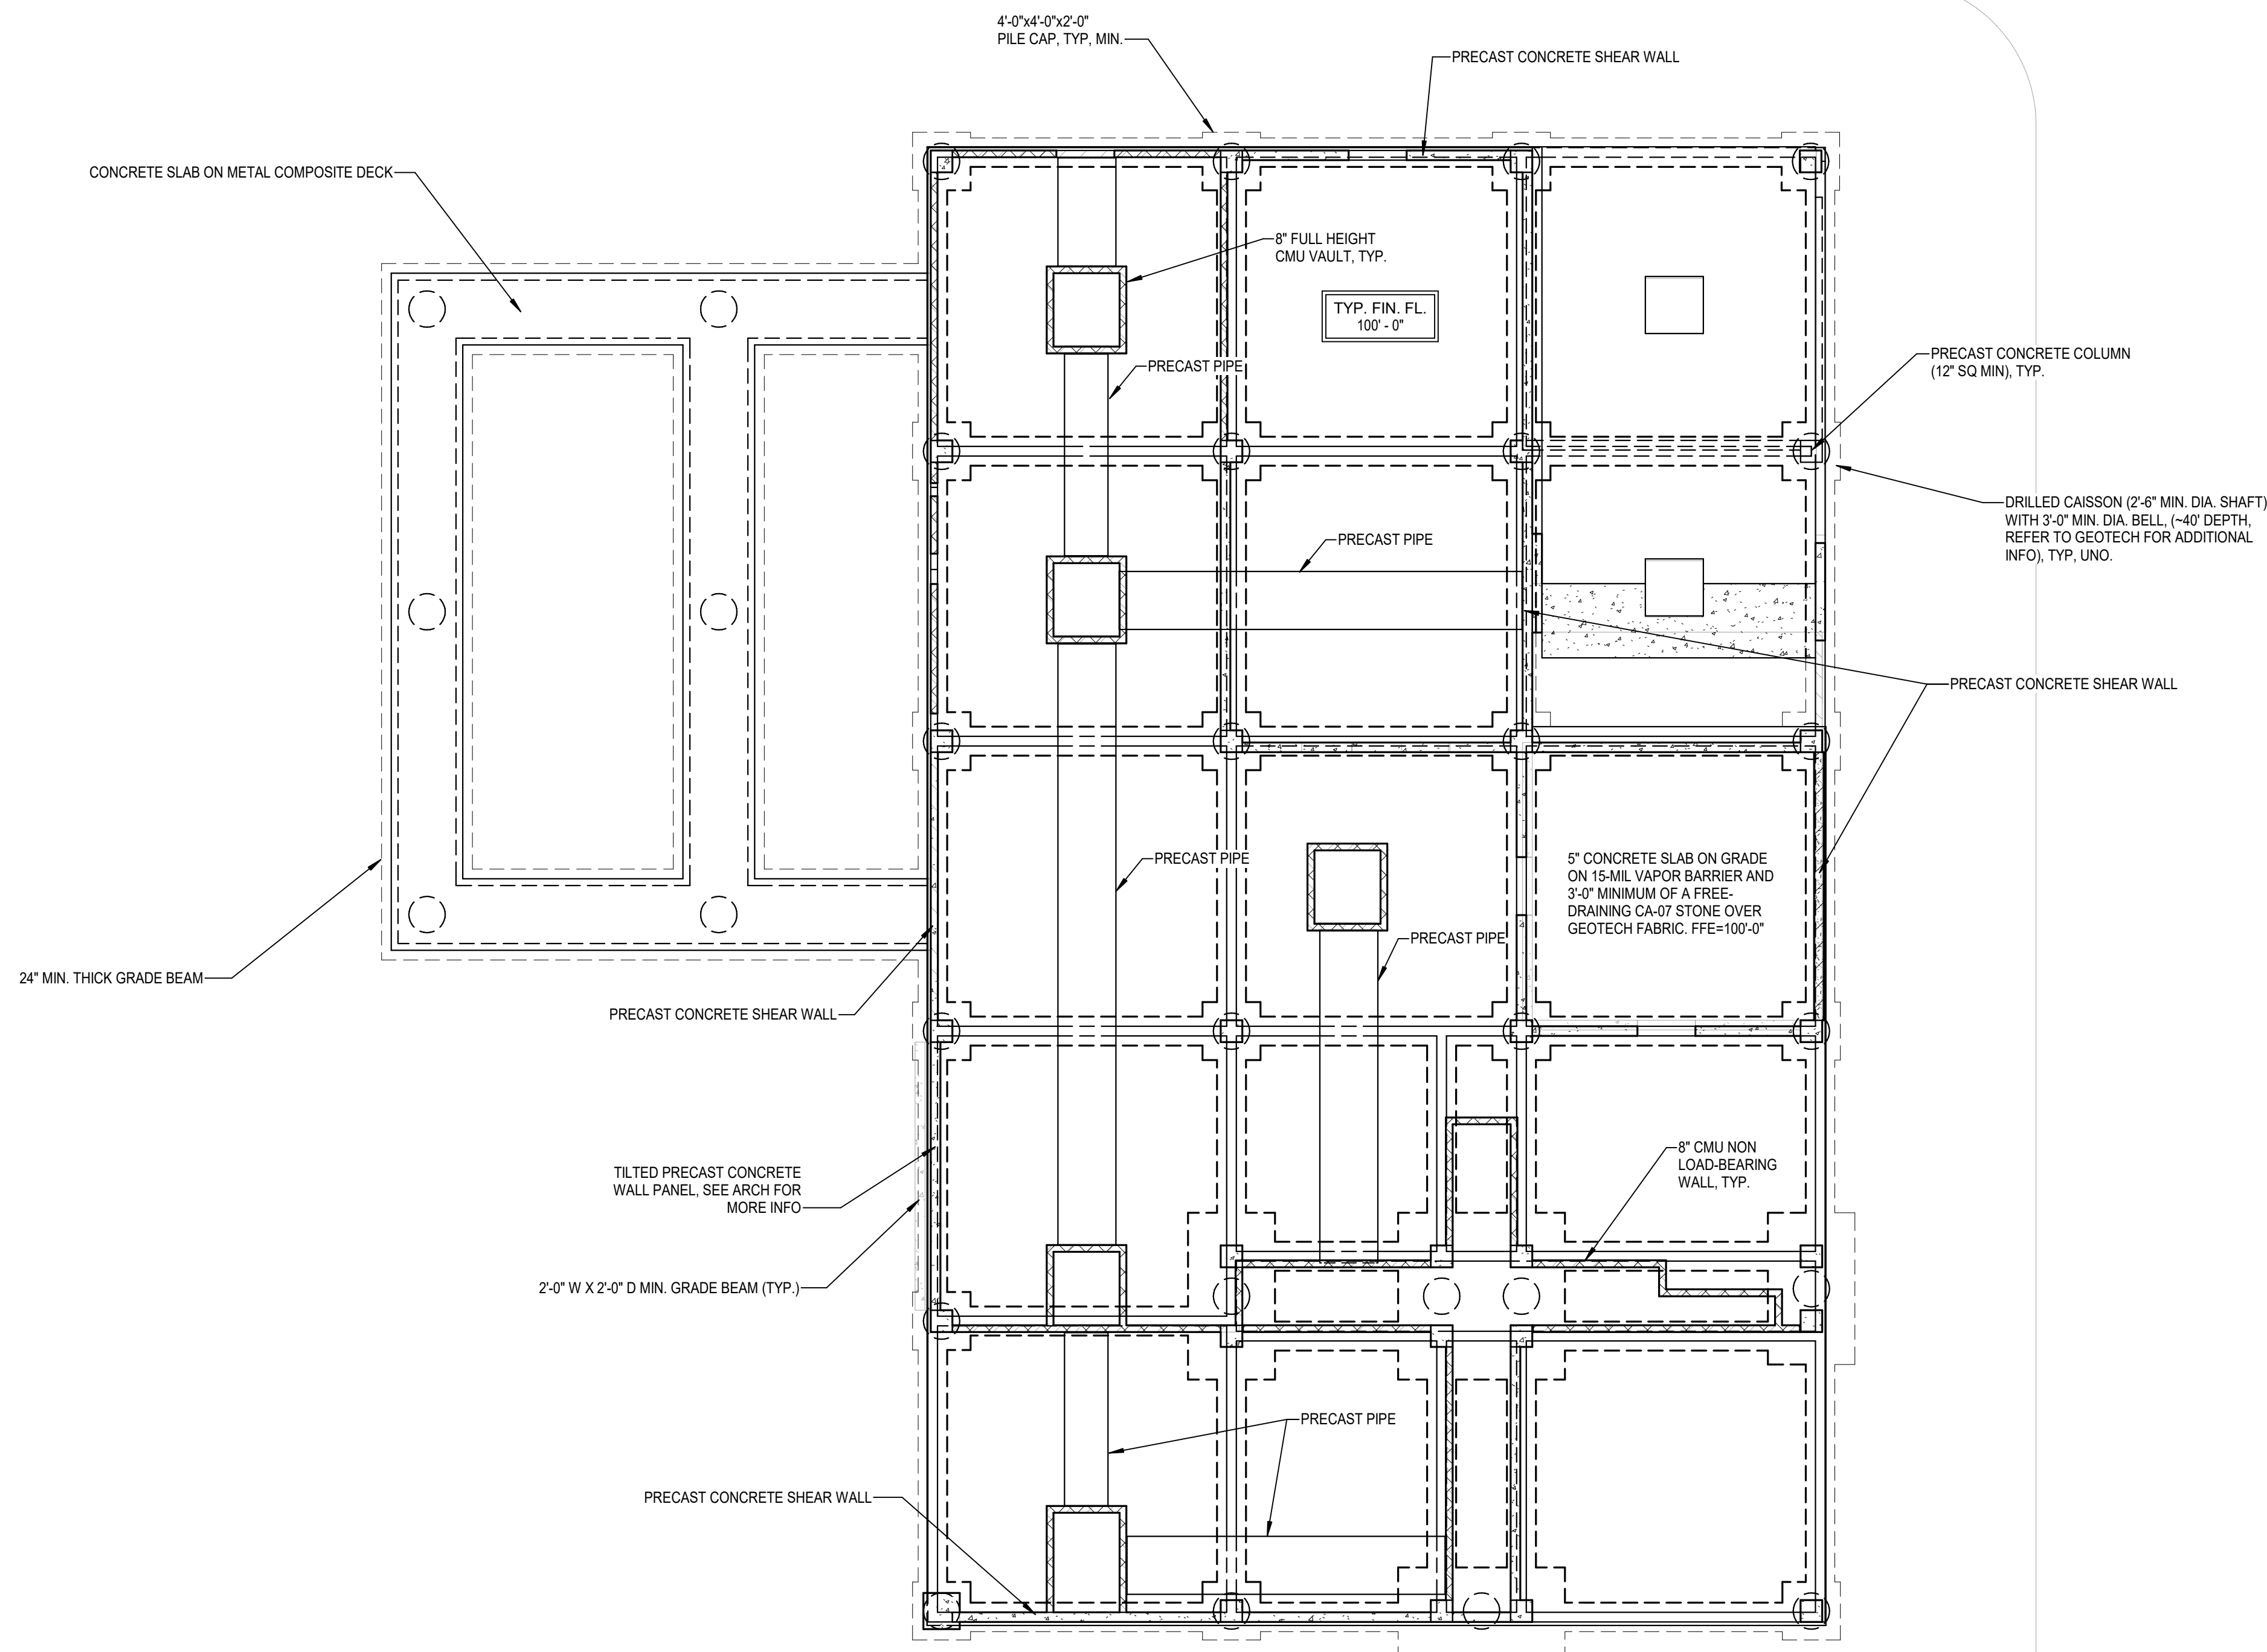 4'-0"x4'-0"x2'-0"
PILE CAP, TYP, MIN.
PRECAST CONCRETE SHEAR WALL
CONCRETE SLAB ON METAL COMPOSITE DECK
8" FULL HEIGHT
CMU VAULT, TYP.
TYP. FIN. FL.
100' - 0"
PRECAST PIPE
PRECAST CONCRETE COLUMN
(12" SQ MIN), TYP.
DRILLED CAISSON (2'-6" MIN. DIA. SHAFT)
WITH 3'-0" MIN. DIA. BELL, (~40' DEPTH,
REFER TO GEOTECH FOR ADDITIONAL
INFO), TYP, UNO.
PRECAST PIPE
PRECAST CONCRETE SHEAR WALL
PRECAST PIPE
5" CONCRETE SLAB ON GRADE
ON 15-MIL VAPOR BARRIER AND
3'-0" MINIMUM OF A FREE-
DRAINING CA-07 STONE OVER
GEOTECH FABRIC. FFE=100'-0"
PRECAST PIPE
24" MIN. THICK GRADE BEAM
PRECAST CONCRETE SHEAR WALL
8" CMU NON
LOAD-BEARING
WALL, TYP.
TILTED PRECAST CONCRETE
WALL PANEL, SEE ARCH FOR
MORE INFO
2'-0" W X 2'-0" D MIN. GRADE BEAM (TYP.)
PRECAST PIPE
PRECAST CONCRETE SHEAR WALL